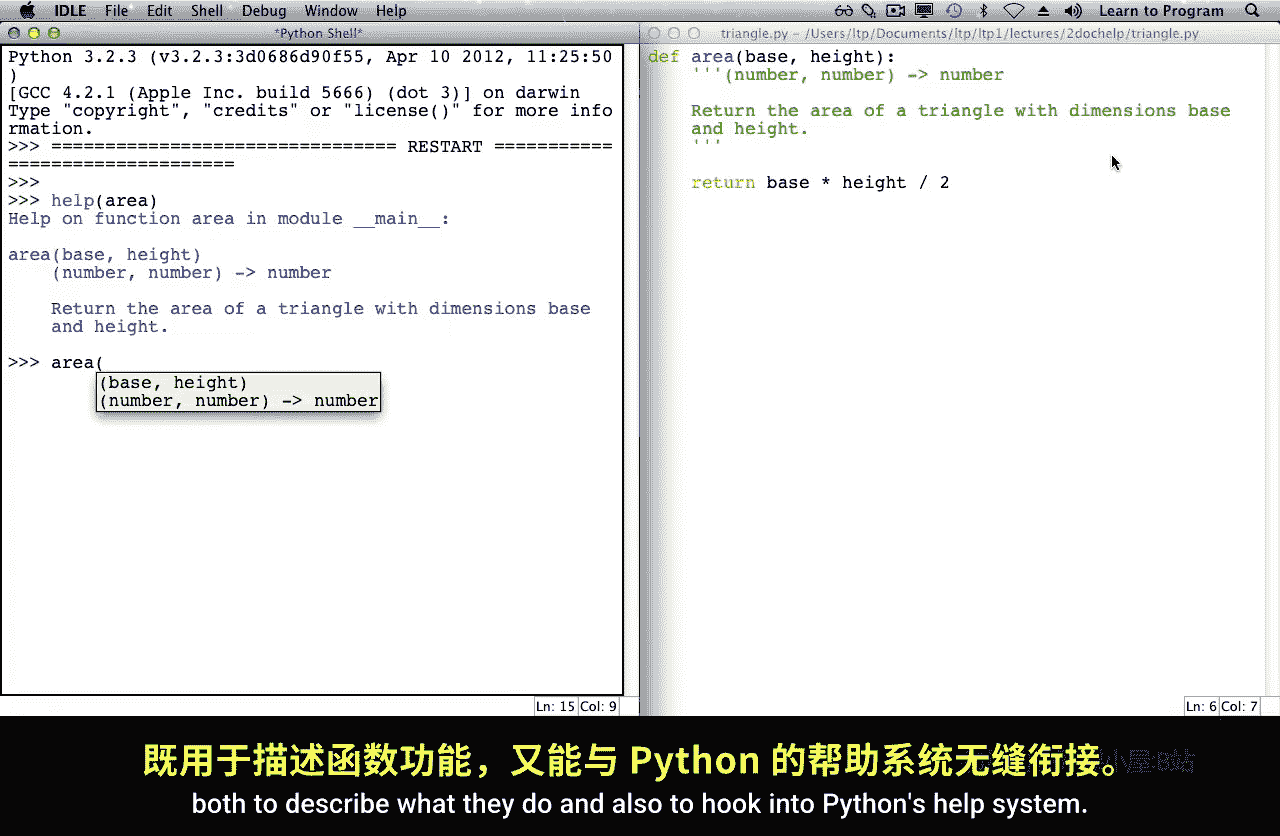 IDLE File Edit Shell Debug Window Help Learn to Program
*Python Shell*
Python 3.2.3 (v3.2.3:3d0686d90f55, Apr 10 2012, 11:25:50
)
[GCC 4.2.1 (Apple Inc. build 5666) (dot 3)] on darwin
Type "copyright", "credits" or "license()" for more info
rmation.
>>> ================================ RESTART ===========
=====================
>>>
>>> help(area)
Help on function area in module __main__:
area(base, height)
(number, number) -> number
Return the area of a triangle with dimensions base
and height.
>>> area(
(base, height)
(number, number) -> number
Ln: 15 Col: 9
triangle.py - /Users/ltp/Documents/ltp/ltp1/lectures/2dochelp/triangle.py
def area(base, height):
'''(number, number) -> number
Return the area of a triangle with dimensions base
and height.
'''
return base * height / 2
Ln: 6 Col: 7
既用于描述函数功能，又能与 Python 的帮助系统无缝衔接。
both to describe what they do and also to hook into Python's help system.